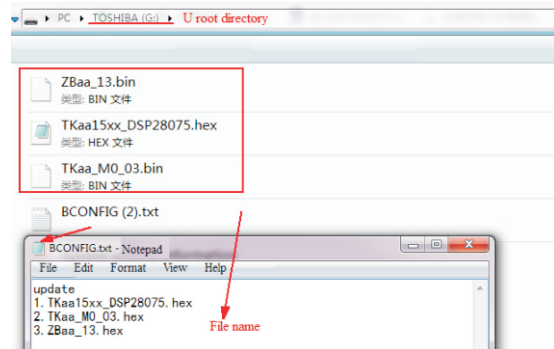 PC ▸ TOSHIBA (G:) ▸ U root directory
ZBaa_13.bin
类型: BIN 文件
TKaa15xx_DSP28075.hex
类型: HEX 文件
TKaa_M0_03.bin
类型: BIN 文件
BCONFIG (2).txt
BCONFIG.txt - Notepad
File Edit Format View Help
update
1. TKaa15xx_DSP28075. hex
2. TKaa_M0_03. hex
3. ZBaa_13. hex
File name